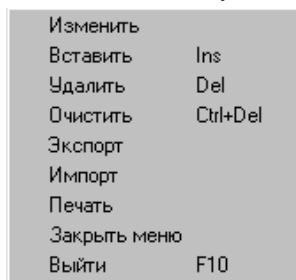 Изменить
Вставить Ins
Удалить Del
Очистить Ctrl+Del
Экспорт
Импорт
Печать
Закрыть меню
Выйти F10